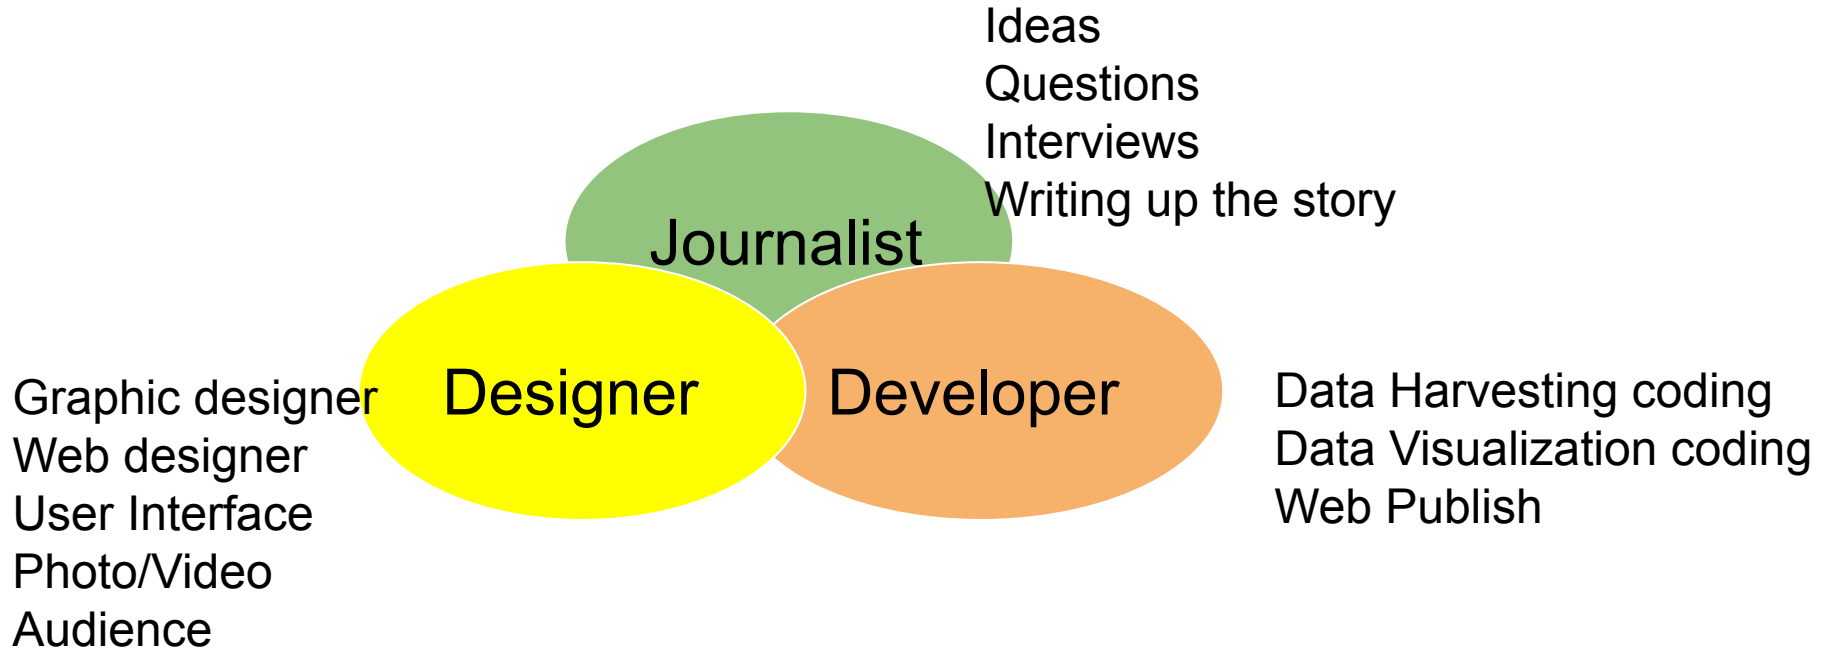 Ideas
Questions
Interviews
Writing up the story
Journalist
Designer
Developer
Graphic designer
Web designer
User Interface
Photo/Video
Audience
Data Harvesting coding
Data Visualization coding
Web Publish